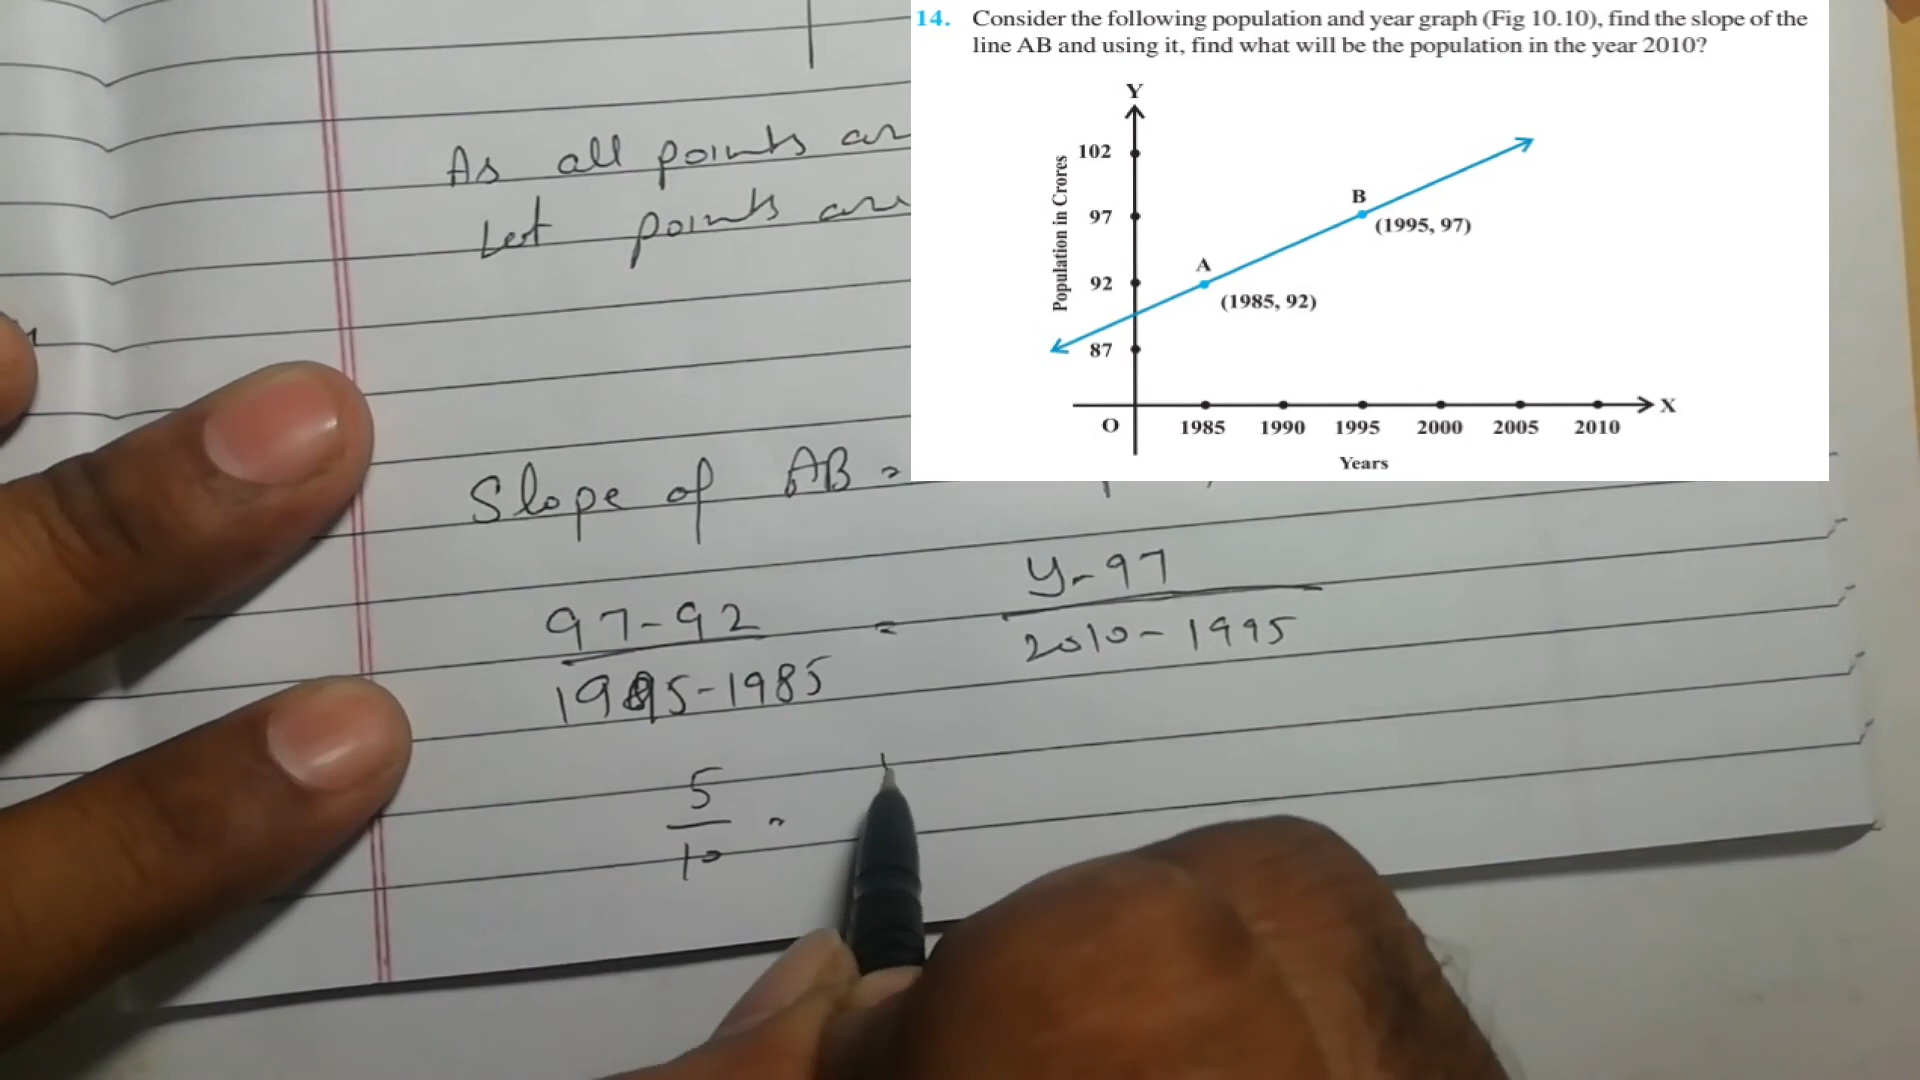 14. Consider the following population and year graph (Fig 10.10), find the slope of the
line AB and using it, find what will be the population in the year 2010?
Y
Population in Crores
102
97
92
87
B
(1995, 97)
A
(1985, 92)
O
X
1985 1990 1995 2000 2005 2010
Years
As all points
Let points
Slope of AB =
97-92 = y-97
1995-1985 2010-1995
5 =
10